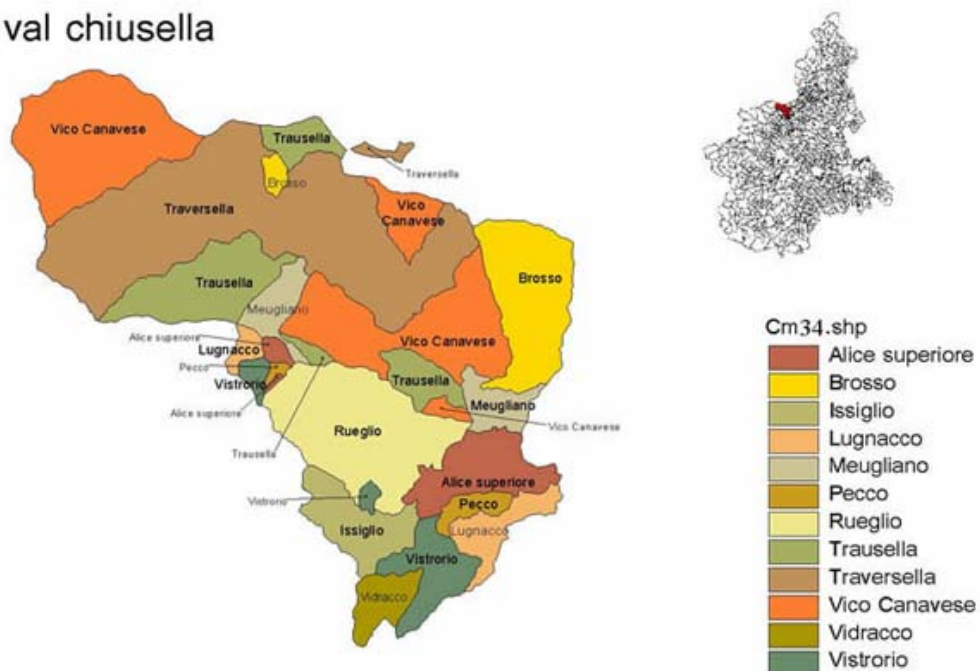 val chiusella
Vico Canavese
Trausella
Traversella
Brosso
Traversella
Vico
Canavese
Brosso
Trausella
Meugliano
Alice superiore
Lugnacco
Vico Canavese
Pecco
Vistrorio
Trausella
Meugliano
Alice superiore
Rueglio
Vico Canavese
Trausella
Alice superiore
Vistrorio
Pecco
Issiglio
Lugnacco
Vistrorio
Vidracco
Cm34.shp
Alice superiore
Brosso
Issiglio
Lugnacco
Meugliano
Pecco
Rueglio
Trausella
Traversella
Vico Canavese
Vidracco
Vistrorio